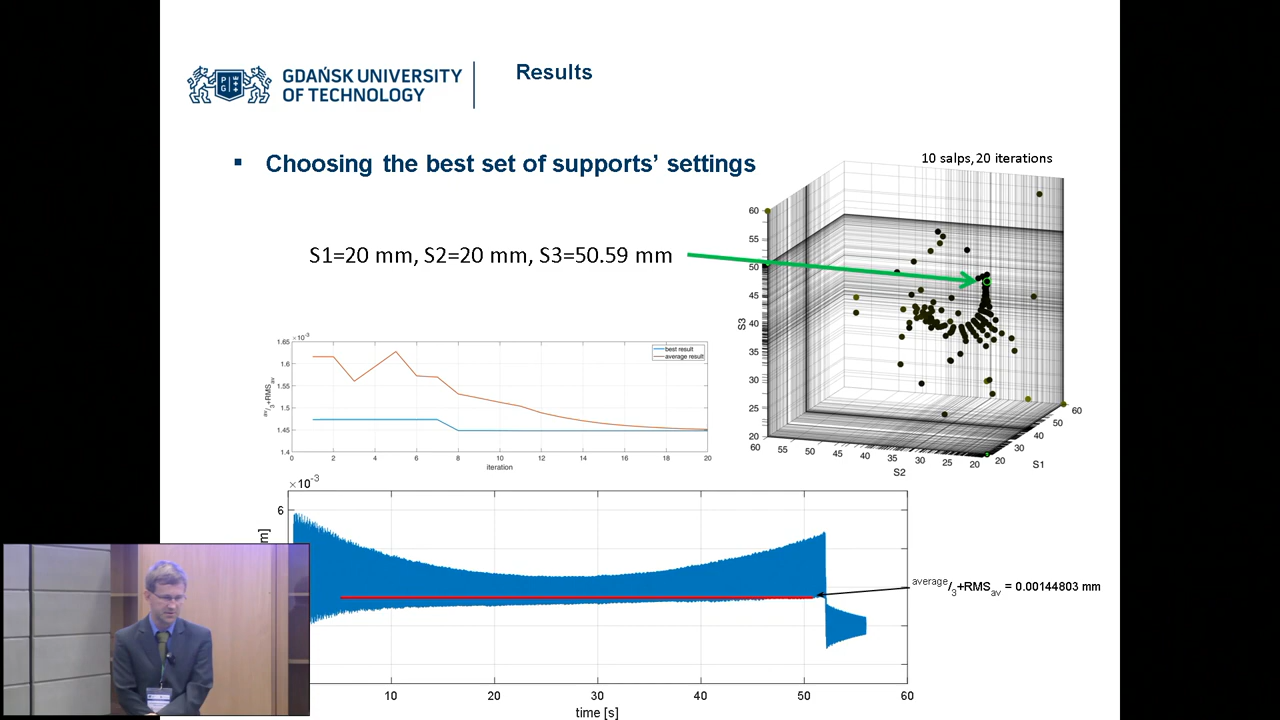 GDAŃSK UNIVERSITY
OF TECHNOLOGY
Results
▪ Choosing the best set of supports’ settings
10 salps, 20 iterations
S1=20 mm, S2=20 mm, S3=50.59 mm
60
55
50
45
40
35
30
25
20
S3
60 55 50 45 40 35 30 25 20
S2
20 30 40 50 60
S1
×10⁻³
1.65
1.6
1.55
1.5
1.45
1.4
av/3+RMSav
best result
average result
0 2 4 6 8 10 12 14 16 18 20
iteration
×10⁻³
6
m]
average/3+RMSav = 0.00144803 mm
10 20 30 40 50 60
time [s]